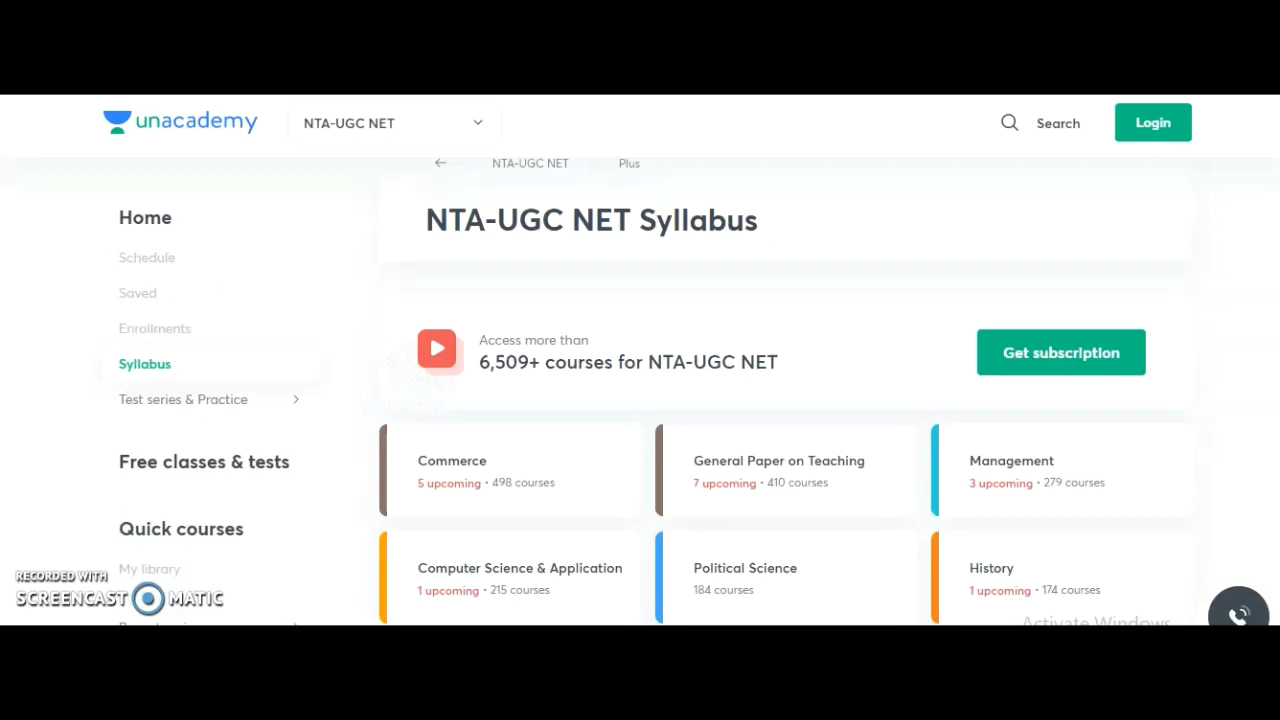 unacademy
NTA-UGC NET
Search
Login
NTA-UGC NET
Plus
Home
Schedule
Saved
Enrollments
Syllabus
Test series & Practice
Free classes & tests
Quick courses
My library
NTA-UGC NET Syllabus
Access more than
6,509+ courses for NTA-UGC NET
Get subscription
Commerce
5 upcoming • 498 courses
General Paper on Teaching
7 upcoming • 410 courses
Management
3 upcoming • 279 courses
Computer Science & Application
1 upcoming • 215 courses
Political Science
184 courses
History
1 upcoming • 174 courses
Activate Windows
RECORDED WITH
SCREENCAST MATIC